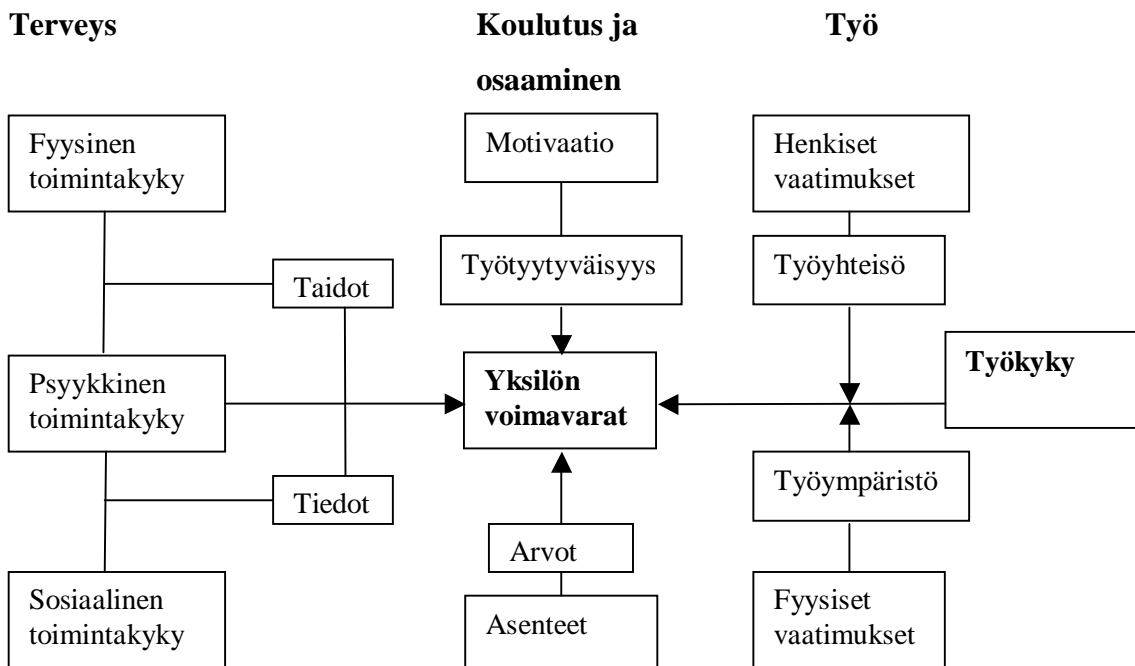 Terveys
Koulutus ja
osaaminen
Työ
Fyysinen
toimintakyky
Motivaatio
Henkiset
vaatimukset
Taidot
Työtyytyväisyys
Työyhteisö
Psyykkinen
toimintakyky
Yksilön
voimavarat
Työkyky
Tiedot
Työympäristö
Arvot
Sosiaalinen
toimintakyky
Asenteet
Fyysiset
vaatimukset